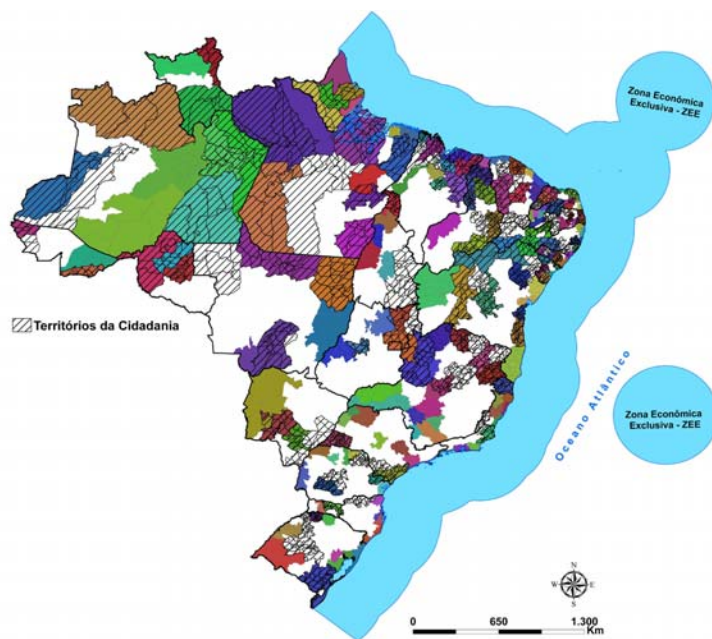 Zona Econômica
Exclusiva - ZEE
Territórios da Cidadania
Oceano Atlântico
Zona Econômica
Exclusiva - ZEE
N
W
E
S
0
650
1.300
Km